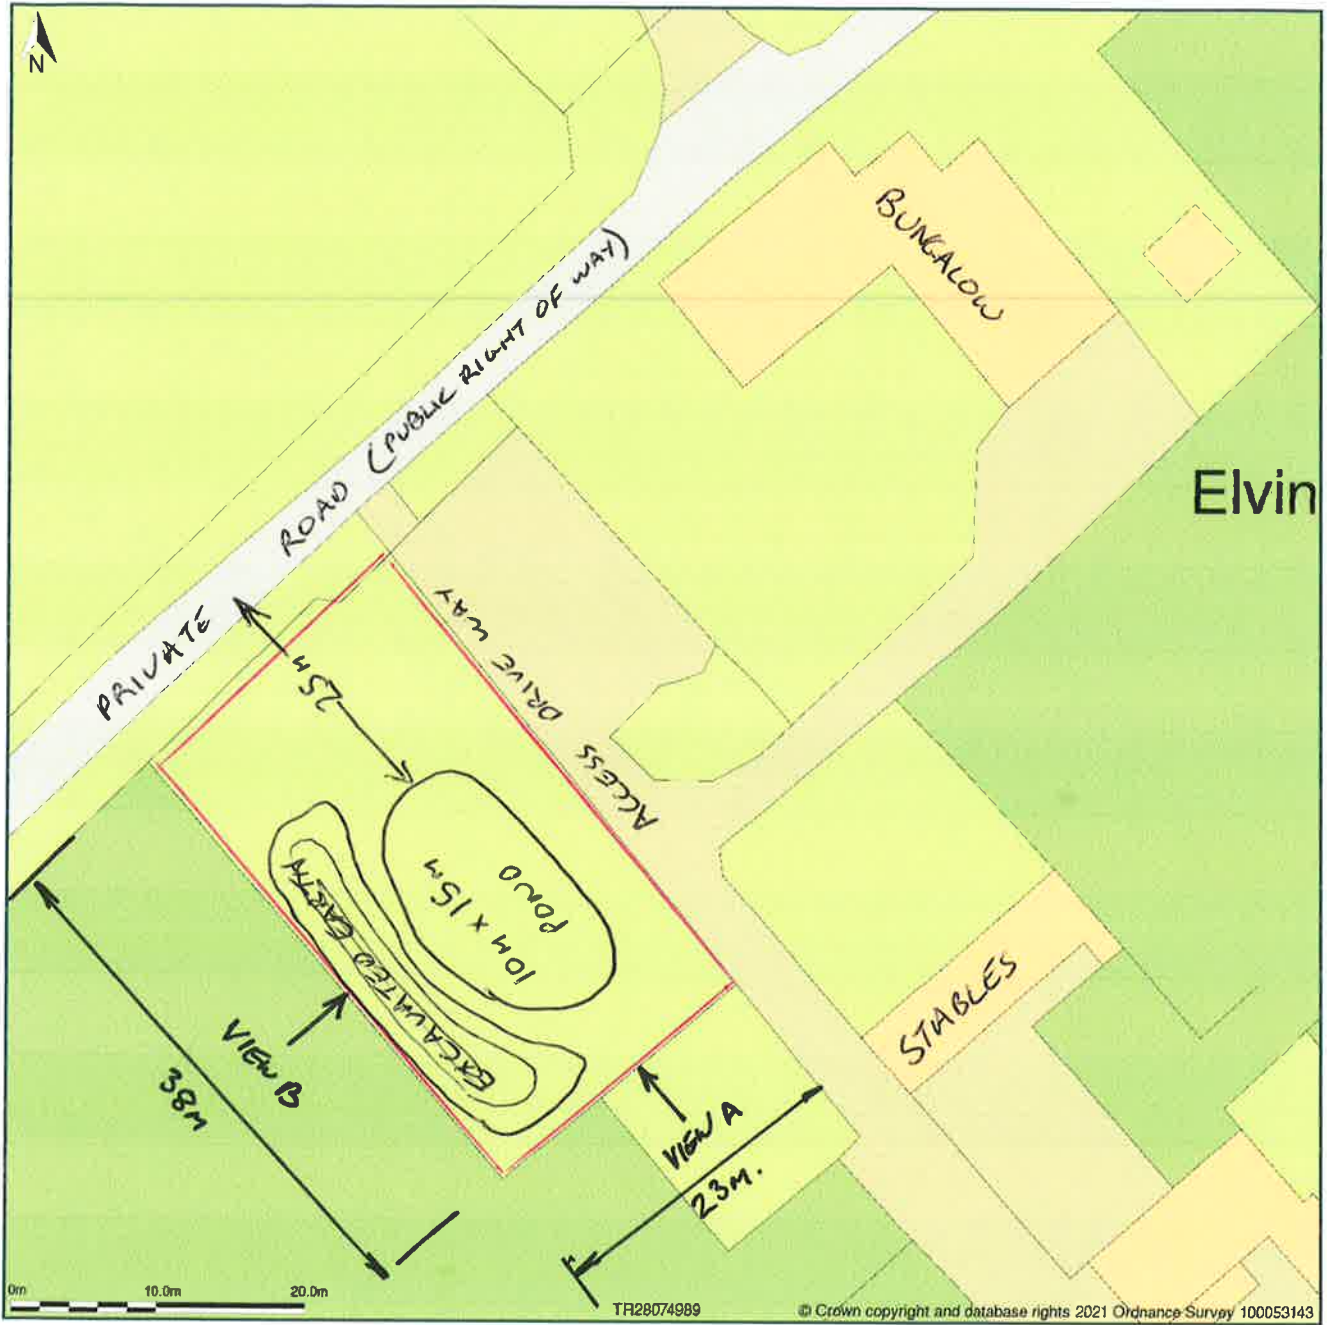 N
BUNGALOW
PRIVATE ROAD (PUBLIC RIGHT OF WAY)
Elvin
ACCESS DRIVE WAY
25m
10m x 15m
POND
EXCAVATED EARTH
STABLES
VIEW B
38M
VIEW A
23M.
0m 10.0m 20.0m
TR28074989
© Crown copyright and database rights 2021 Ordnance Survey 100053143